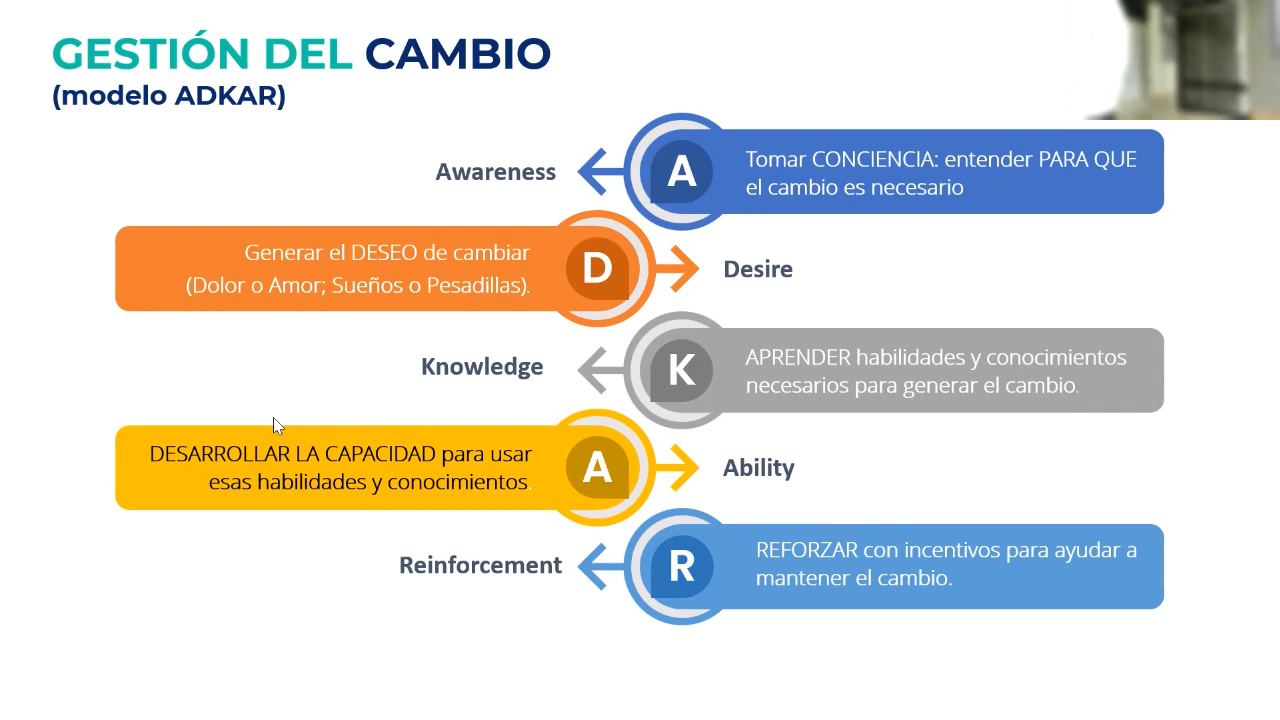 GESTIÓN DEL CAMBIO
(modelo ADKAR)
Awareness
A
Tomar CONCIENCIA: entender PARA QUE
el cambio es necesario
Generar el DESEO de cambiar
(Dolor o Amor; Sueños o Pesadillas).
D
Desire
Knowledge
K
APRENDER habilidades y conocimientos
necesarios para generar el cambio.
DESARROLLAR LA CAPACIDAD para usar
esas habilidades y conocimientos
A
Ability
Reinforcement
R
REFORZAR con incentivos para ayudar a
mantener el cambio.